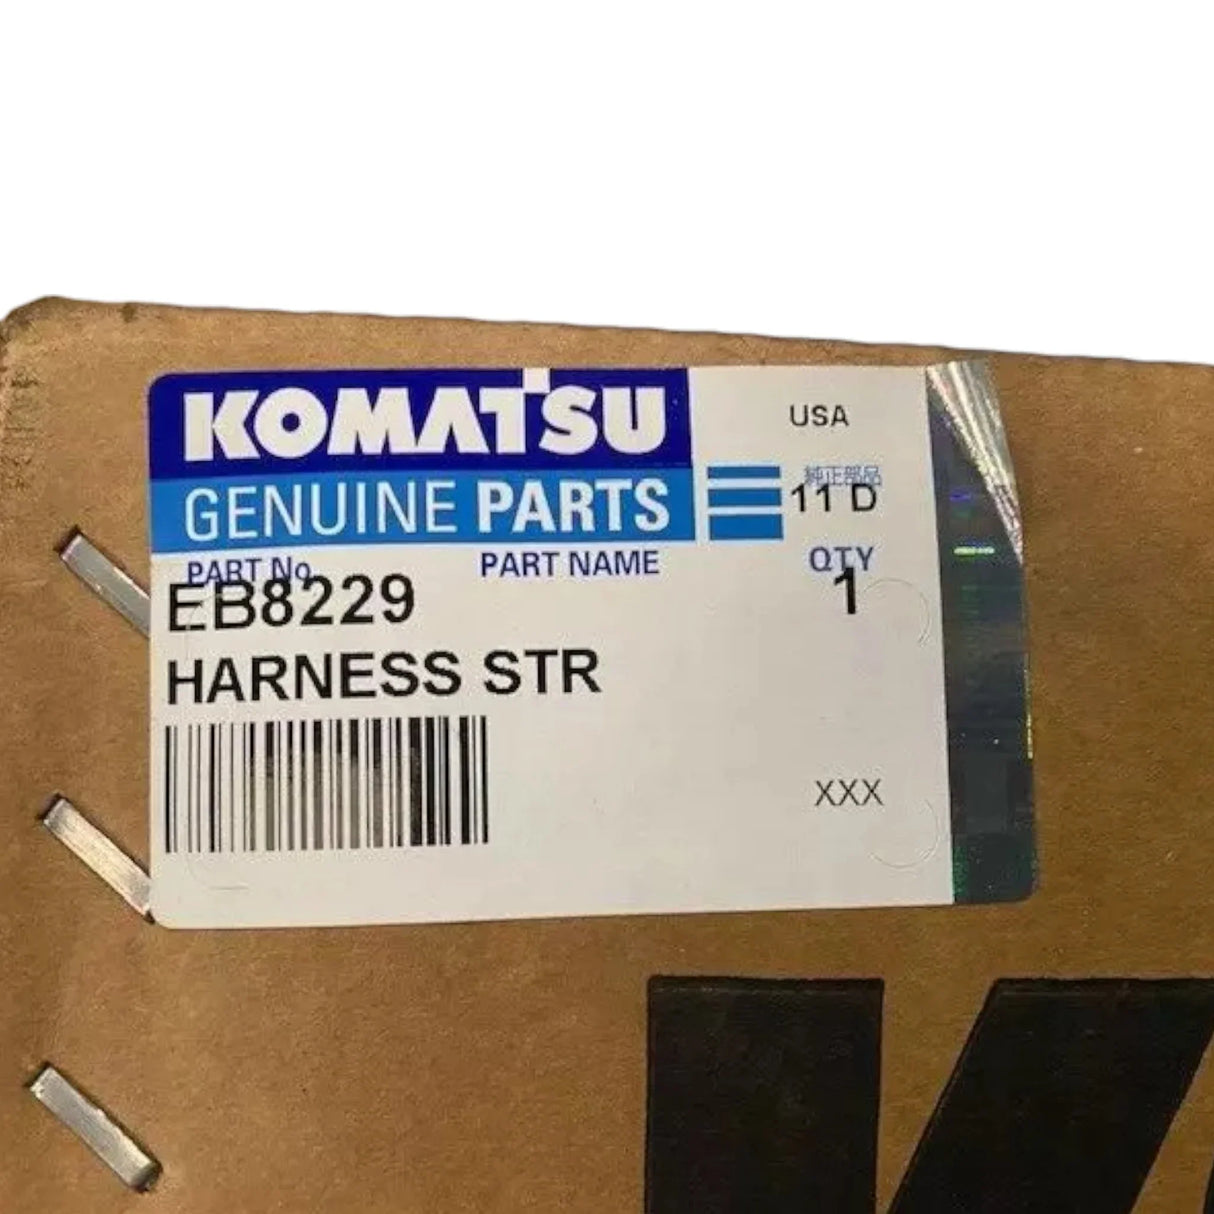 KOMATSU
USA
GENUINE PARTS
純正部品
11 D
PART No.
PART NAME
QTY
EB8229
1
HARNESS STR
XXX
K